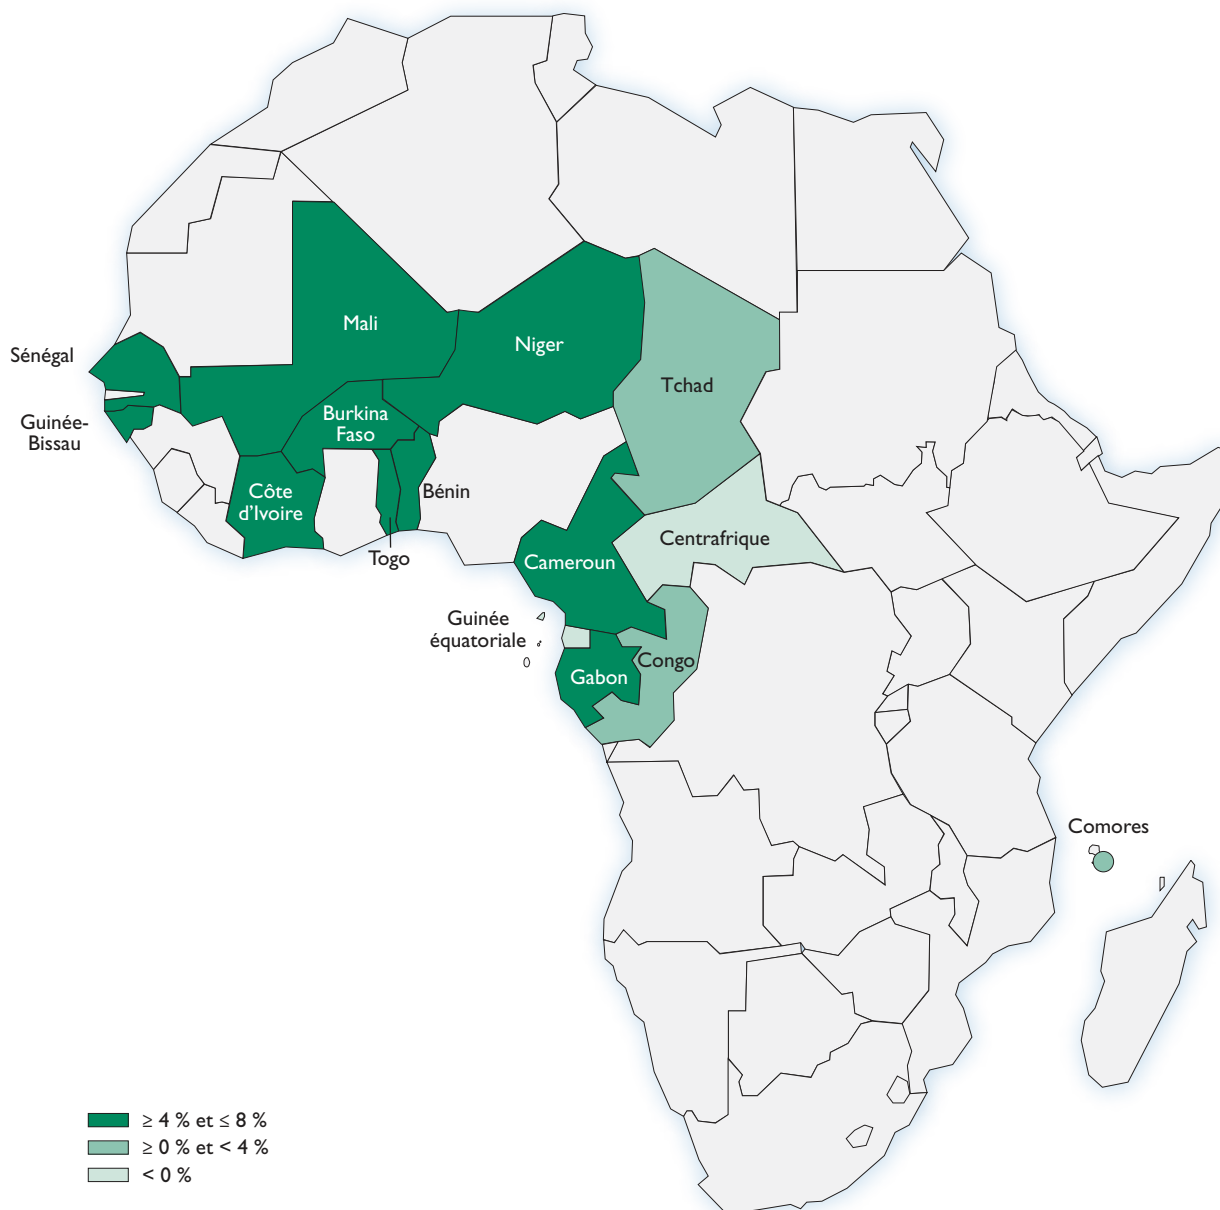 Mali
Niger
Sénégal
Tchad
Guinée-
Bissau
Burkina
Faso
Côte
d’Ivoire
Bénin
Togo
Centrafrique
Cameroun
Guinée
équatoriale
Congo
Gabon
Comores
≥ 4 % et ≤ 8 %
≥ 0 % et < 4 %
< 0 %